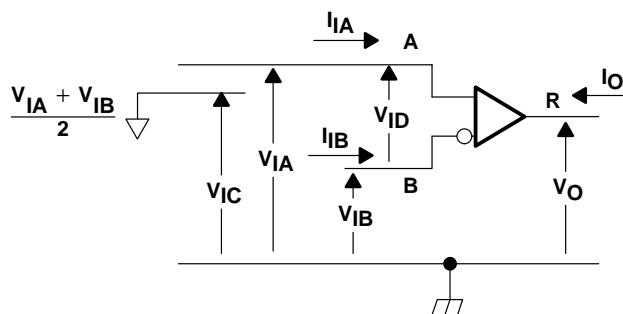 I_IA
A
I_O
V_IA + V_IB
2
R
V_ID
I_IB
V_IA
B
V_IC
V_IB
V_O